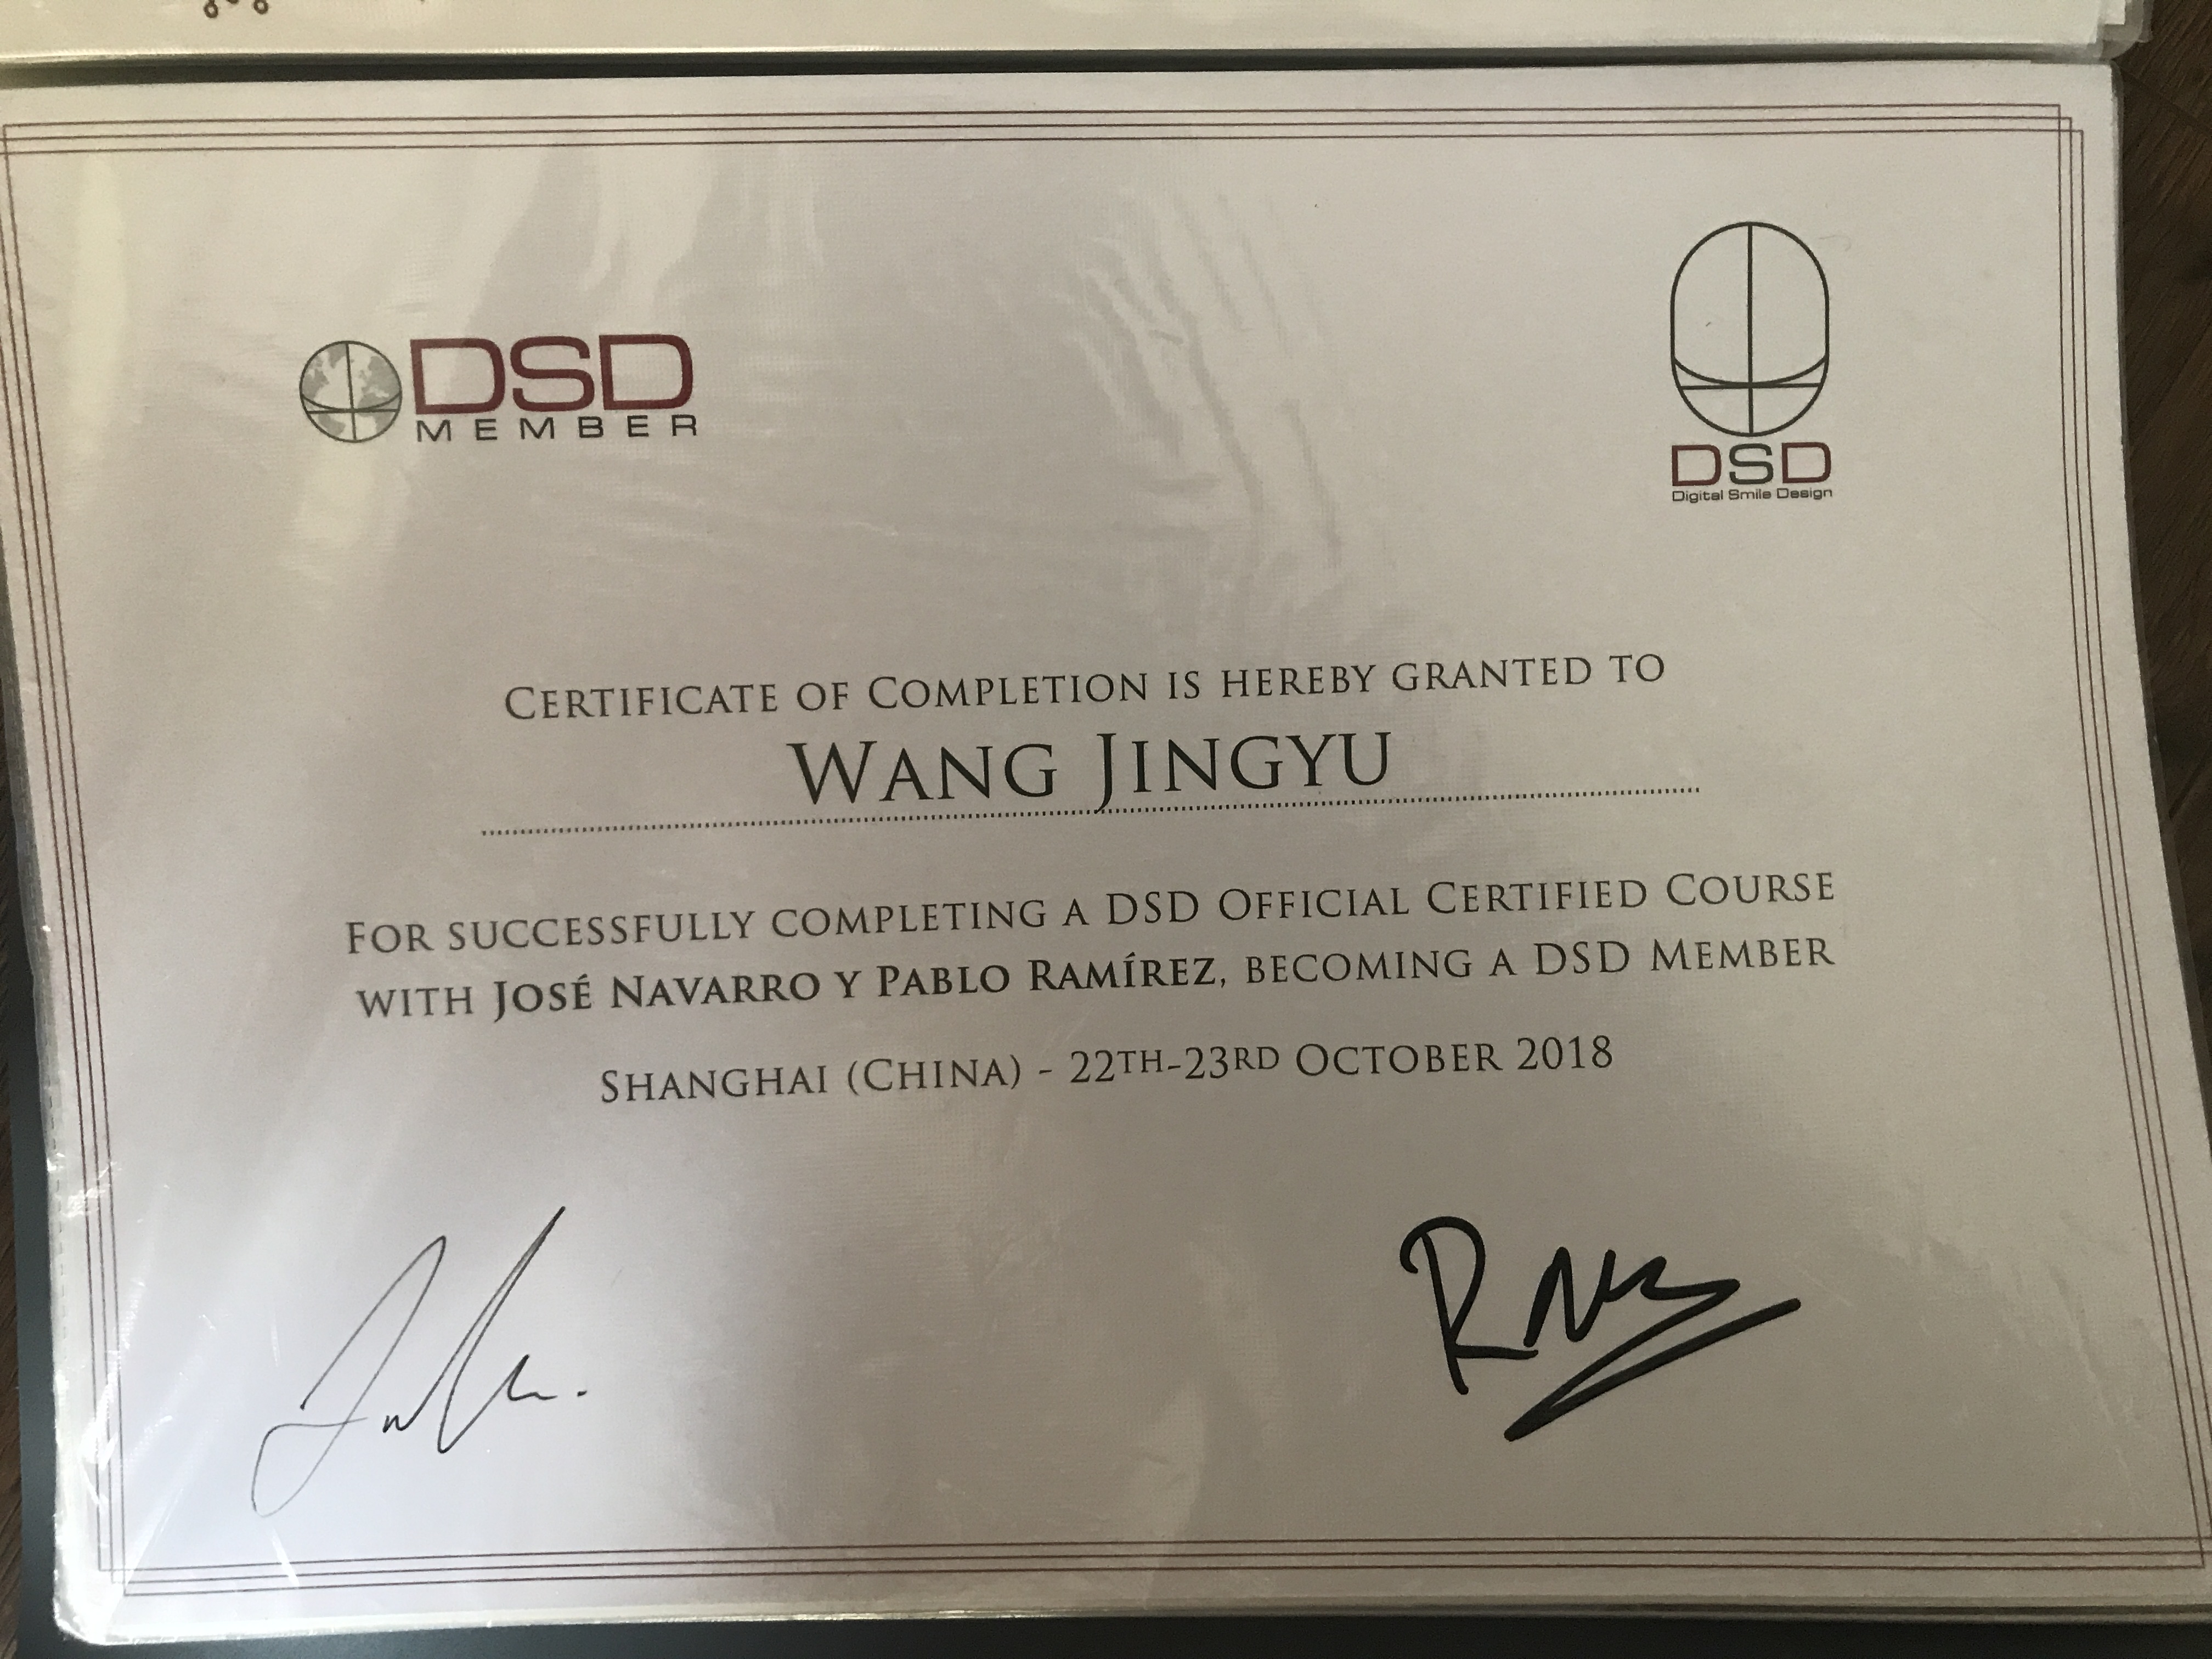 DSD
MEMBER
DSD
Digital Smile Design
Certificate of Completion is hereby granted to
Wang Jingyu
For successfully completing a DSD Official Certified Course
with José Navarro y Pablo Ramírez, becoming a DSD Member
Shanghai (China) - 22th-23rd October 2018